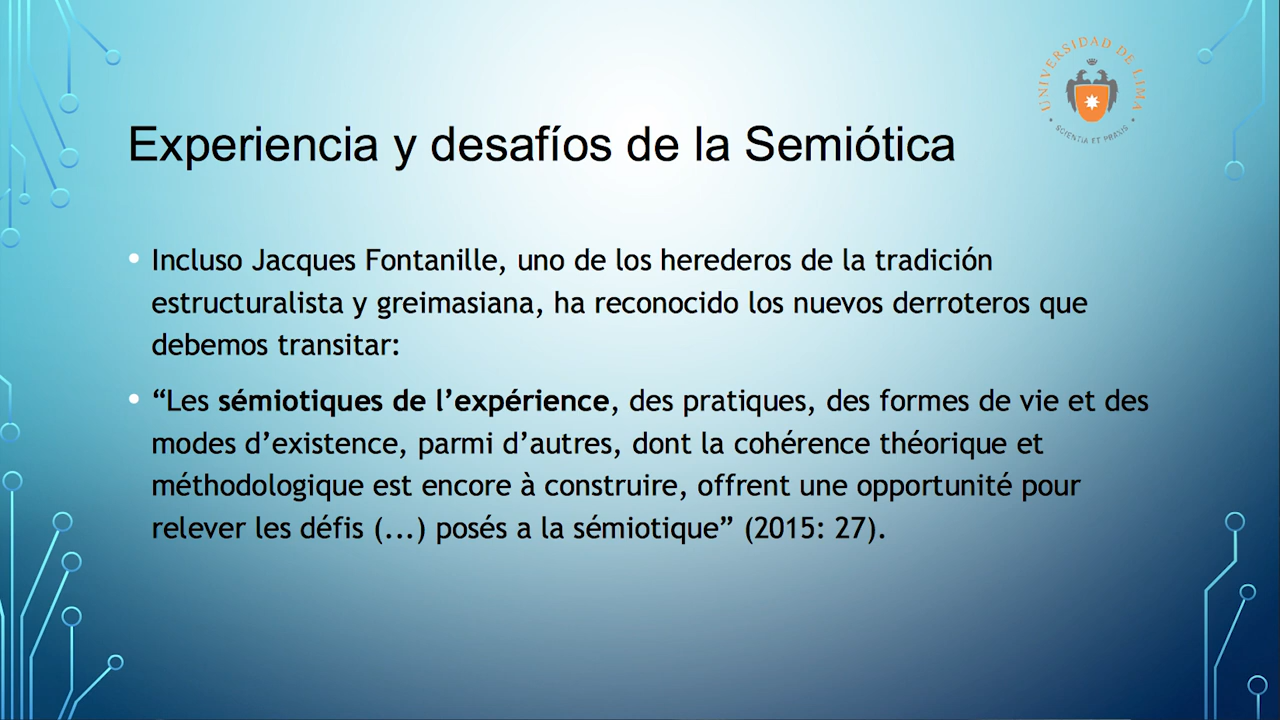 UNIVERSIDAD DE LIMA
SCIENTIA ET PRAXIS
Experiencia y desafíos de la Semiótica
• Incluso Jacques Fontanille, uno de los herederos de la tradición
estructuralista y greimasiana, ha reconocido los nuevos derroteros que
debemos transitar:
• “Les sémiotiques de l’expérience, des pratiques, des formes de vie et des
modes d’existence, parmi d’autres, dont la cohérence théorique et
méthodologique est encore à construire, offrent une opportunité pour
relever les défis (...) posés a la sémiotique” (2015: 27).